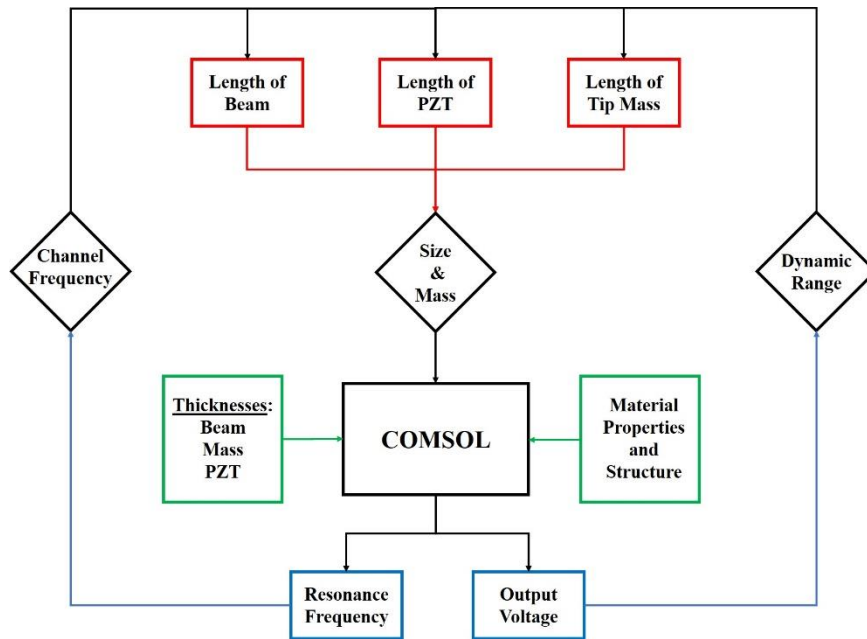 Length of
Beam
Length of
PZT
Length of
Tip Mass
Channel
Frequency
Size
&
Mass
Dynamic
Range
Thicknesses:
Beam
Mass
PZT
COMSOL
Material
Properties
and
Structure
Resonance
Frequency
Output
Voltage